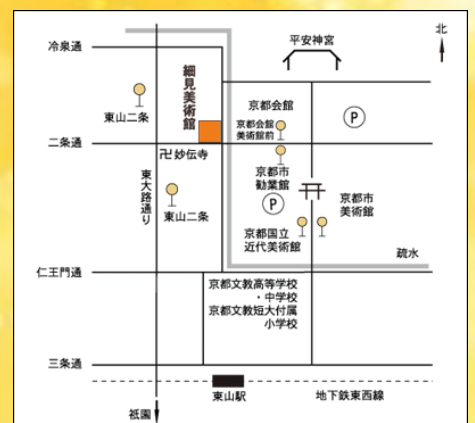 北
平安神宮
冷泉通
細見美術館
京都会館
東山二条
京都会館
美術館前
P
二条通
卍妙伝寺
京都市
勧業館
東大路通り
東山二条
P
京都市
美術館
京都国立
近代美術館
疏水
仁王門通
京都文教高等学校
・中学校
京都文教短大付属
小学校
三条通
東山駅
地下鉄東西線
祇園